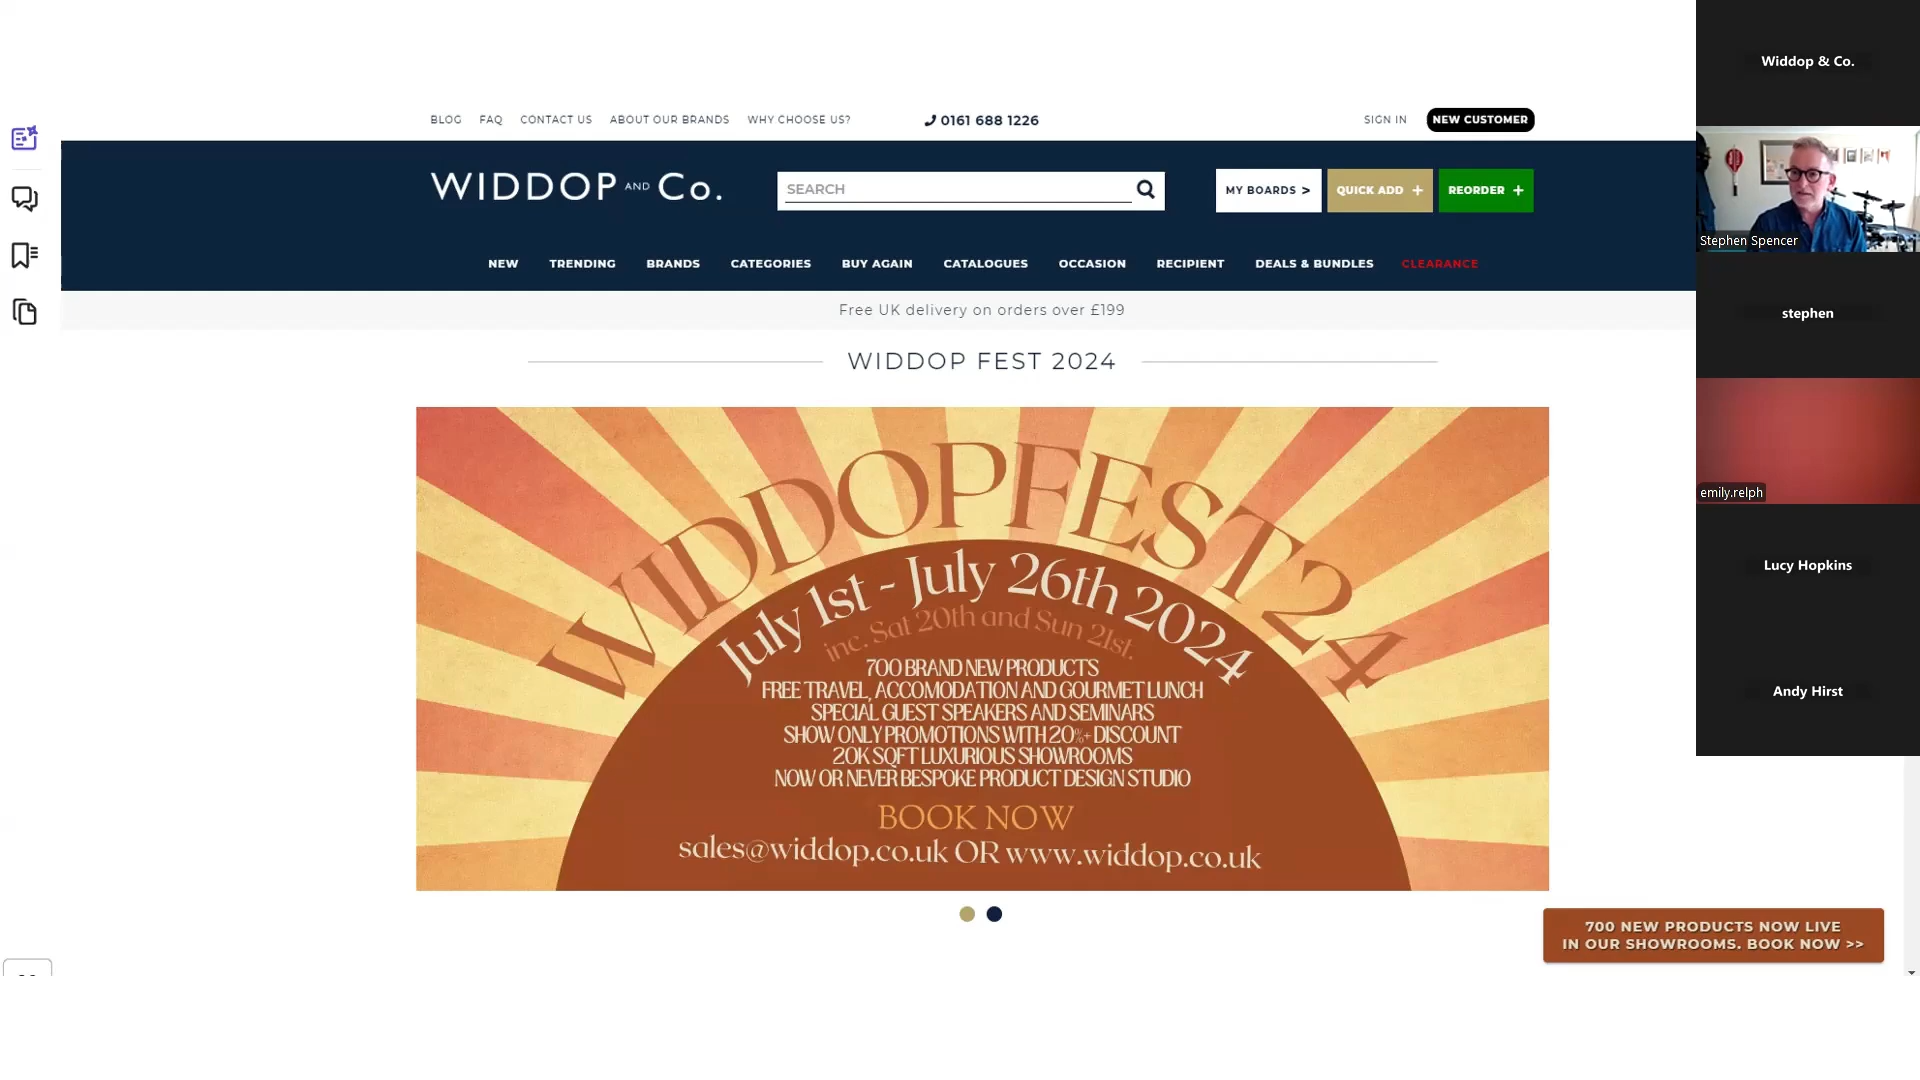 BLOG FAQ CONTACT US ABOUT OUR BRANDS WHY CHOOSE US? 0161 688 1226 SIGN IN NEW CUSTOMER
WIDDOP AND Co. SEARCH MY BOARDS > QUICK ADD + REORDER +
NEW TRENDING BRANDS CATEGORIES BUY AGAIN CATALOGUES OCCASION RECIPIENT DEALS & BUNDLES CLEARANCE
Free UK delivery on orders over £199
WIDDOP FEST 2024
WIDDOPFEST24
July 1st - July 26th 2024
inc. Sat 20th and Sun 21st.
700 BRAND NEW PRODUCTS
FREE TRAVEL, ACCOMODATION AND GOURMET LUNCH
SPECIAL GUEST SPEAKERS AND SEMINARS
SHOW ONLY PROMOTIONS WITH 20%+ DISCOUNT
20K SQFT LUXURIOUS SHOWROOMS
NOW OR NEVER BESPOKE PRODUCT DESIGN STUDIO
BOOK NOW
sales@widdop.co.uk OR www.widdop.co.uk
700 NEW PRODUCTS NOW LIVE
IN OUR SHOWROOMS. BOOK NOW >>
Widdop & Co.
Stephen Spencer
stephen
emily.relph
Lucy Hopkins
Andy Hirst